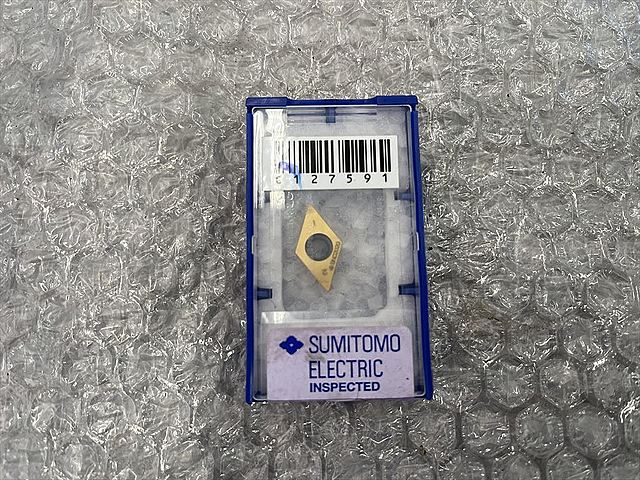 127591
SUMITOMO
ELECTRIC
INSPECTED